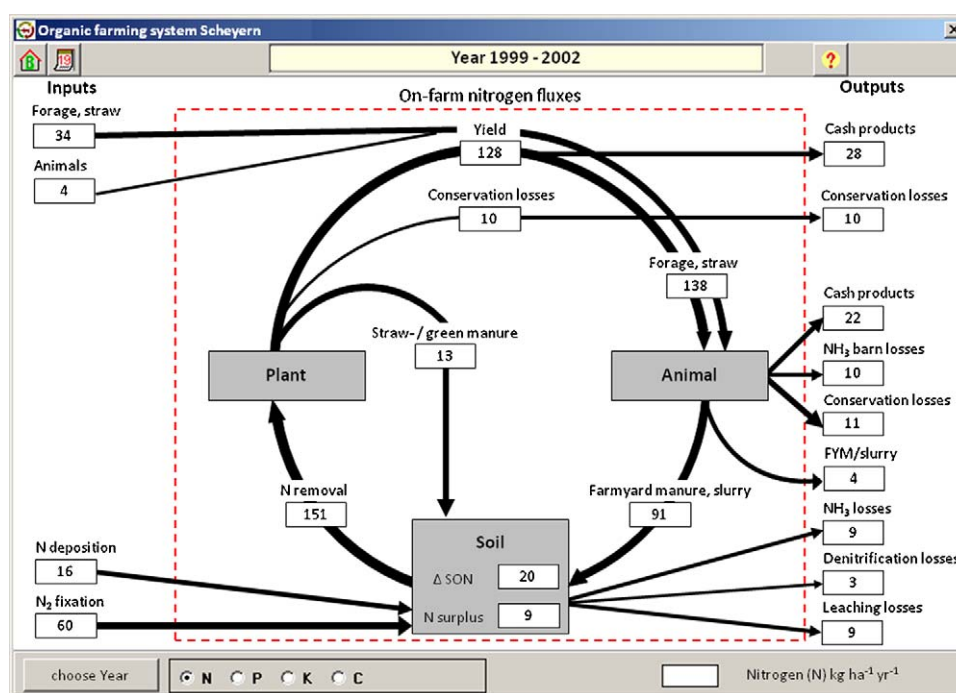 Organic farming system Scheyern
Year 1999 - 2002
?
Inputs
On-farm nitrogen fluxes
Outputs
Forage, straw
34
Yield
128
Cash products
28
Animals
4
Conservation losses
10
Conservation losses
10
Forage, straw
138
Cash products
22
Straw- / green manure
13
Plant
Animal
NH₃ barn losses
10
Conservation losses
11
FYM/slurry
4
N removal
151
Farmyard manure, slurry
91
NH₃ losses
9
Soil
Δ SON 20
N surplus 9
N deposition
16
Denitrification losses
3
N₂ fixation
60
Leaching losses
9
choose Year
N P K C
Nitrogen (N) kg ha⁻¹ yr⁻¹